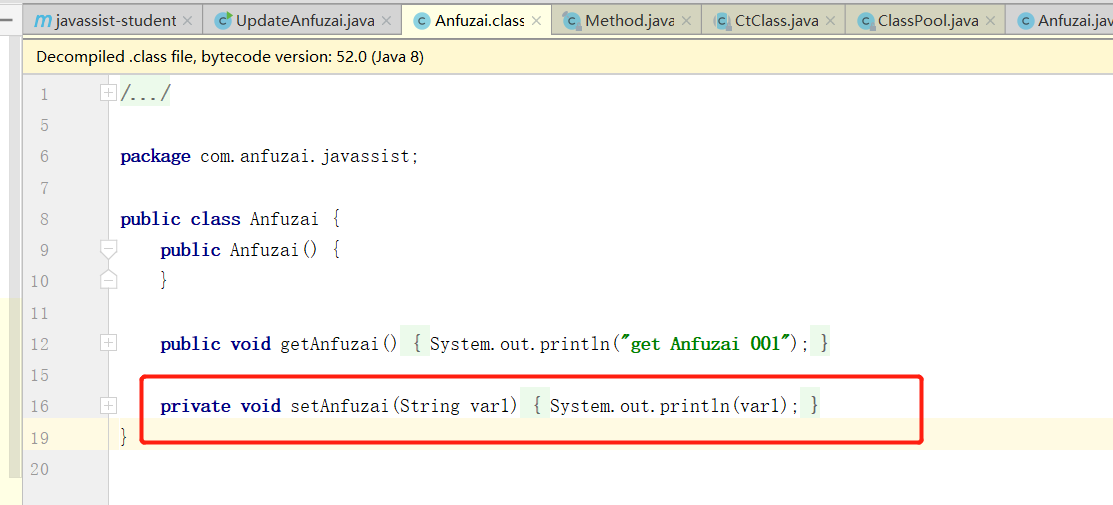 javassist-student UpdateAnfuzai.java Anfuzai.class Method.java CtClass.java ClassPool.java Anfuzai.jav
Decompiled .class file, bytecode version: 52.0 (Java 8)
1 /.../
5
6 package com.anfuzai.javassist;
7
8 public class Anfuzai {
9 public Anfuzai() {
10 }
11
12 public void getAnfuzai() { System.out.println("get Anfuzai 001"); }
15
16 private void setAnfuzai(String var1) { System.out.println(var1); }
19 }
20